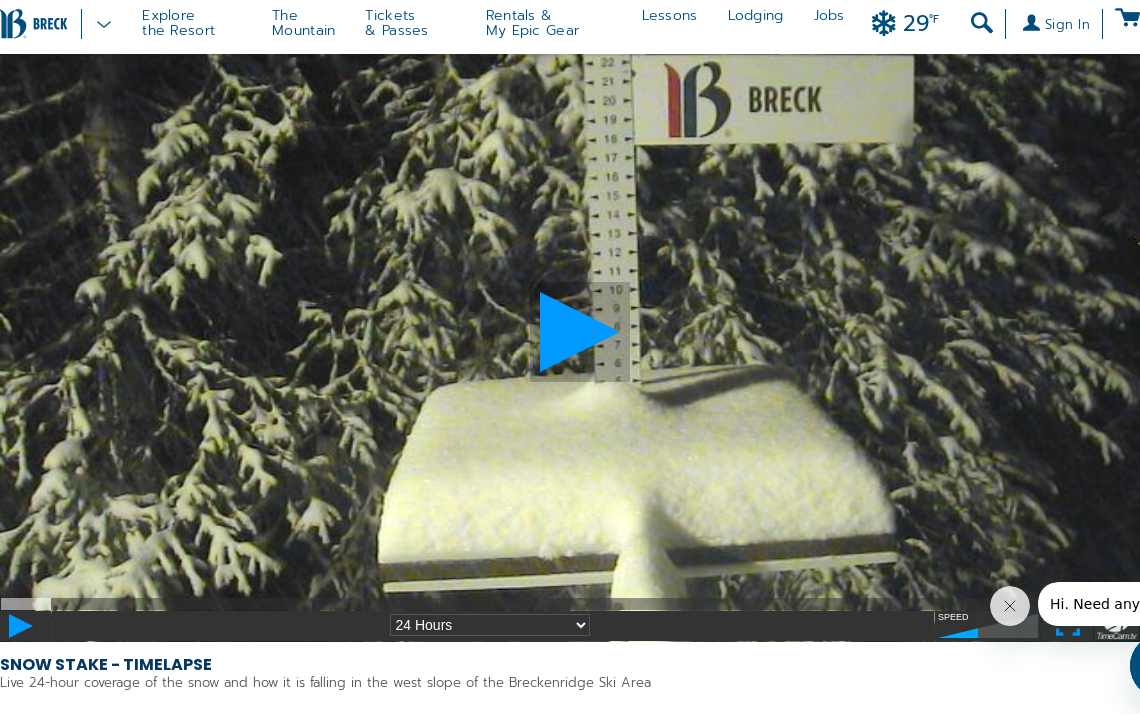 BRECK
Explore
the Resort
The
Mountain
Tickets
& Passes
Rentals &
My Epic Gear
Lessons
Lodging
Jobs
29°F
Sign In
22
21
20
19
18
17
16
15
14
13
12
11
10
9
8
7
6
B BRECK
24 Hours
SPEED
Hi. Need any
TimeCam.tv
SNOW STAKE - TIMELAPSE
Live 24-hour coverage of the snow and how it is falling in the west slope of the Breckenridge Ski Area